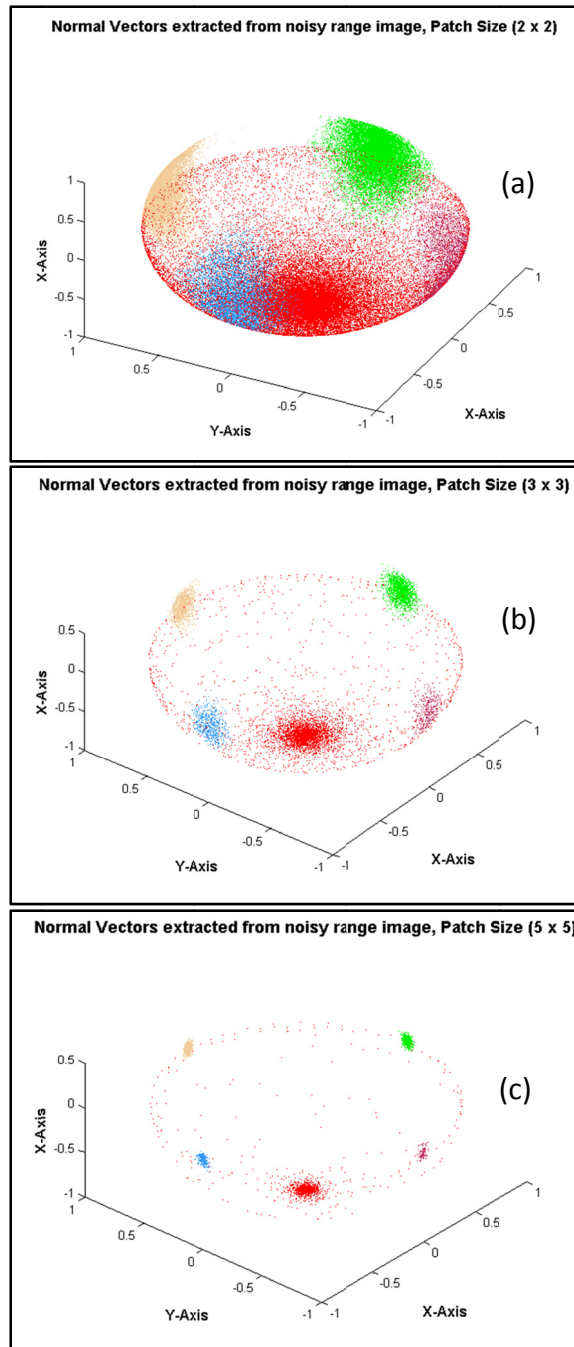 Normal Vectors extracted from noisy range image, Patch Size (2 x 2)
(a)
1
0.5
0
-0.5
-1
X-Axis
1
0.5
0
-0.5
-1
Y-Axis
-1
-0.5
0
0.5
1
X-Axis
Normal Vectors extracted from noisy range image, Patch Size (3 x 3)
(b)
0.5
0
-0.5
-1
X-Axis
1
0.5
0
-0.5
-1
Y-Axis
-1
-0.5
0
0.5
1
X-Axis
Normal Vectors extracted from noisy range image, Patch Size (5 x 5)
(c)
0.5
0
-0.5
-1
X-Axis
1
0.5
0
-0.5
-1
Y-Axis
-1
-0.5
0
0.5
1
X-Axis